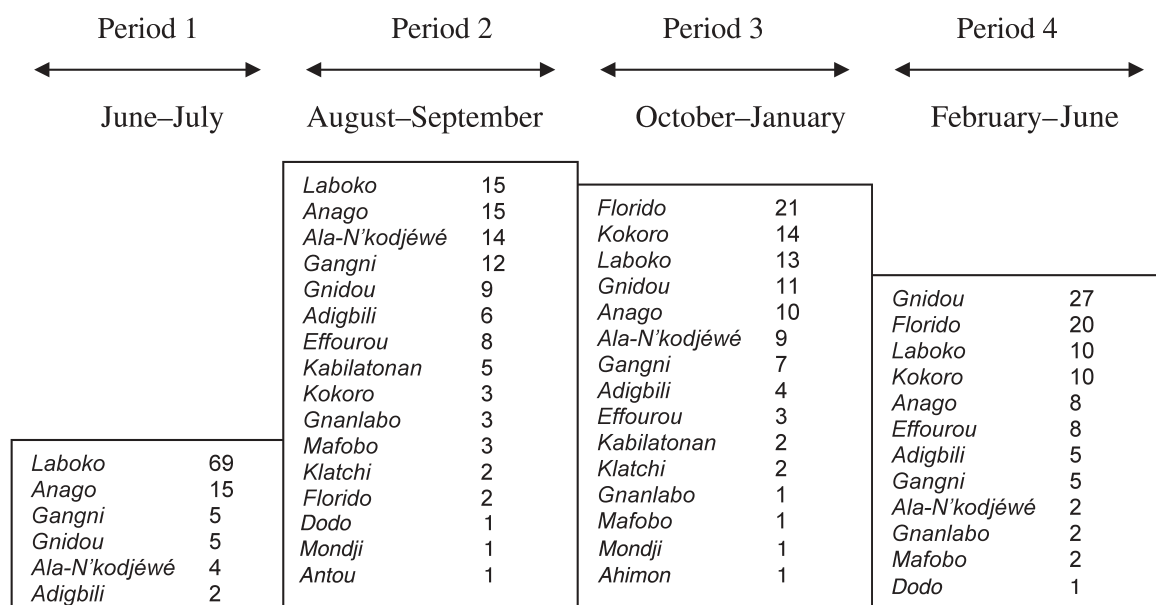 Period 1
Period 2
Period 3
Period 4
June–July
August–September
October–January
February–June
Laboko 69
Anago 15
Gangni 5
Gnidou 5
Ala-N'kodjéwé 4
Adigbili 2
Laboko 15
Anago 15
Ala-N'kodjéwé 14
Gangni 12
Gnidou 9
Adigbili 6
Effourou 8
Kabilatonan 5
Kokoro 3
Gnanlabo 3
Mafobo 3
Klatchi 2
Florido 2
Dodo 1
Mondji 1
Antou 1
Florido 21
Kokoro 14
Laboko 13
Gnidou 11
Anago 10
Ala-N'kodjéwé 9
Gangni 7
Adigbili 4
Effourou 3
Kabilatonan 2
Klatchi 2
Gnanlabo 1
Mafobo 1
Mondji 1
Ahimon 1
Gnidou 27
Florido 20
Laboko 10
Kokoro 10
Anago 8
Effourou 8
Adigbili 5
Gangni 5
Ala-N'kodjéwé 2
Gnanlabo 2
Mafobo 2
Dodo 1